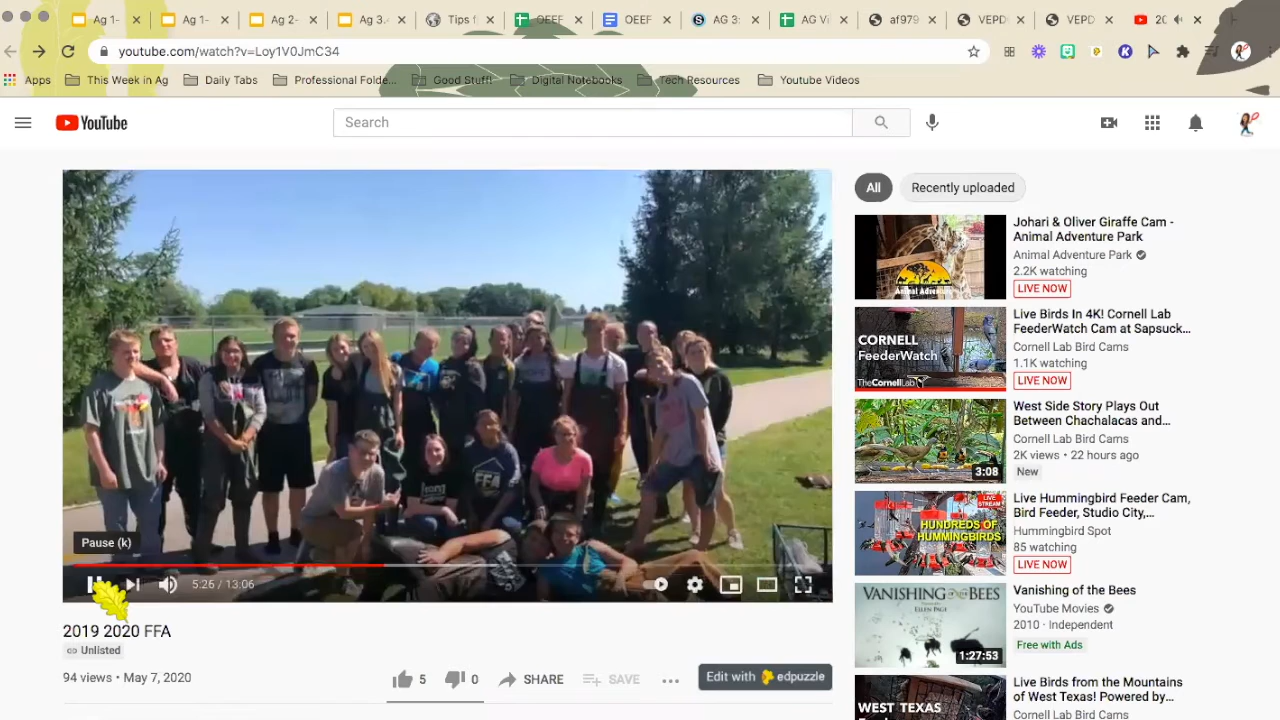 Ag 1-
Ag 1-
Ag 2-
Ag 3.
Tips f
OEEF
OEEF
AG 3:
AG Vi
af979
VEPD
VEPD
20
youtube.com/watch?v=Loy1V0JmC34
Apps
This Week in Ag
Daily Tabs
Professional Folde...
Good Stuff!
Digital Notebooks
Tech Resources
Youtube Videos
YouTube
Search
All
Recently uploaded
Johari & Oliver Giraffe Cam -
Animal Adventure Park
Animal Adventure Park
2.2K watching
LIVE NOW
CORNELL
FeederWatch
TheCornellLab
Live Birds In 4K! Cornell Lab
FeederWatch Cam at Sapsuck...
Cornell Lab Bird Cams
1.1K watching
LIVE NOW
West Side Story Plays Out
Between Chachalacas and...
Cornell Lab Bird Cams
2K views • 22 hours ago
New
3:08
Live Hummingbird Feeder Cam,
Bird Feeder, Studio City,...
Hummingbird Spot
85 watching
LIVE NOW
LIVE
STREAM
HUNDREDS OF
HUMMINGBIRDS
VANISHING OF THE BEES
ELLEN PAGE
1:27:53
Vanishing of the Bees
YouTube Movies
2010 · Independent
Free with Ads
WEST TEXAS
Live Birds from the Mountains
of West Texas! Powered by...
Cornell Lab Bird Cams
FFA
Pause (k)
5:25 / 13:06
2019 2020 FFA
Unlisted
94 views • May 7, 2020
5
0
SHARE
SAVE
Edit with edpuzzle